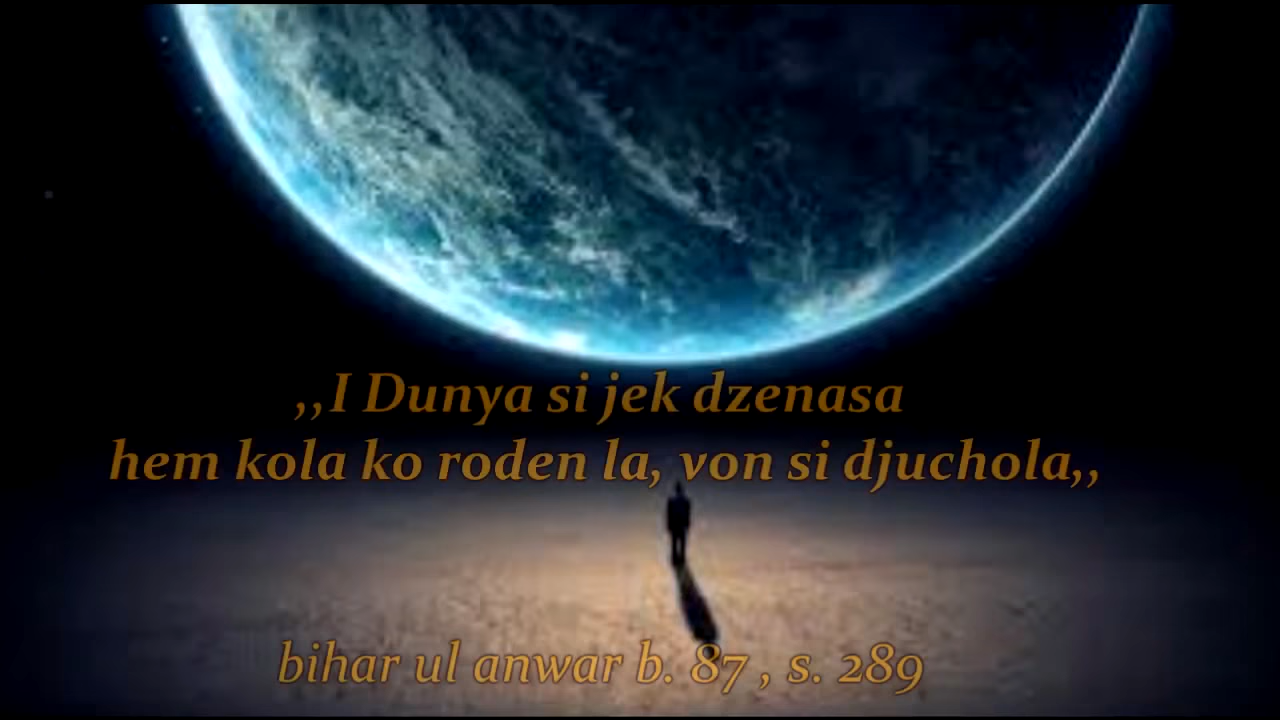 ,,I Dunya si jek dzenasa
hem kola ko roden la, von si djuchola,,
bihar ul anwar b. 87 , s. 289